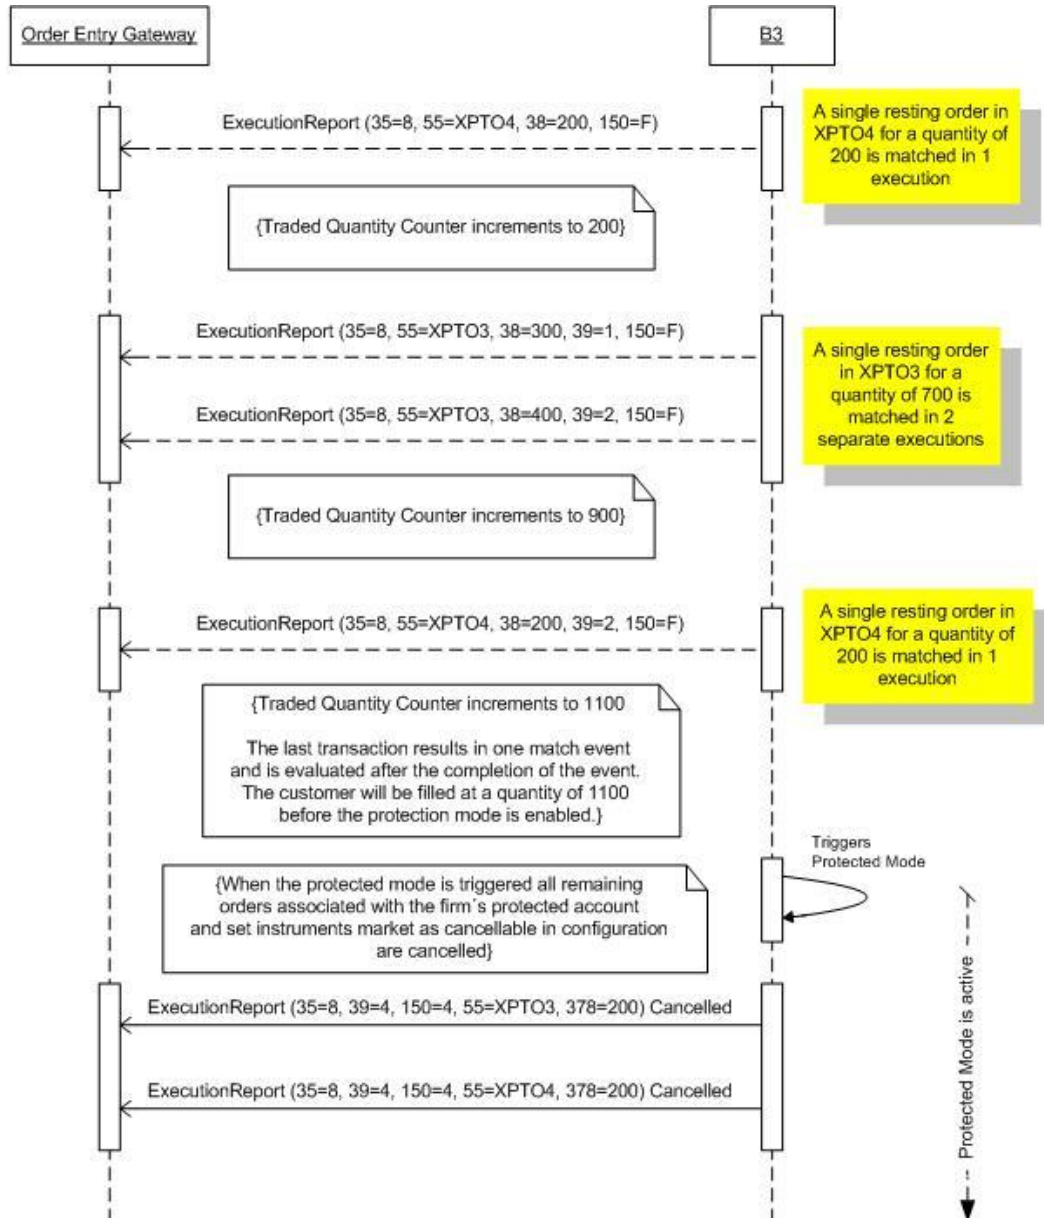 Order Entry Gateway
B3
ExecutionReport (35=8, 55=XPTO4, 38=200, 150=F)
A single resting order in
XPTO4 for a quantity of
200 is matched in 1
execution
{Traded Quantity Counter increments to 200}
ExecutionReport (35=8, 55=XPTO3, 38=300, 39=1, 150=F)
ExecutionReport (35=8, 55=XPTO3, 38=400, 39=2, 150=F)
A single resting order
in XPTO3 for a
quantity of 700 is
matched in 2
separate executions
{Traded Quantity Counter increments to 900}
ExecutionReport (35=8, 55=XPTO4, 38=200, 39=2, 150=F)
A single resting order in
XPTO4 for a quantity of
200 is matched in 1
execution
{Traded Quantity Counter increments to 1100
The last transaction results in one match event
and is evaluated after the completion of the event.
The customer will be filled at a quantity of 1100
before the protection mode is enabled.}
Triggers
Protected Mode
{When the protected mode is triggered all remaining
orders associated with the firm´s protected account
and set instruments market as cancellable in configuration
are cancelled}
ExecutionReport (35=8, 39=4, 150=4, 55=XPTO3, 378=200) Cancelled
ExecutionReport (35=8, 39=4, 150=4, 55=XPTO4, 378=200) Cancelled
Protected Mode is active